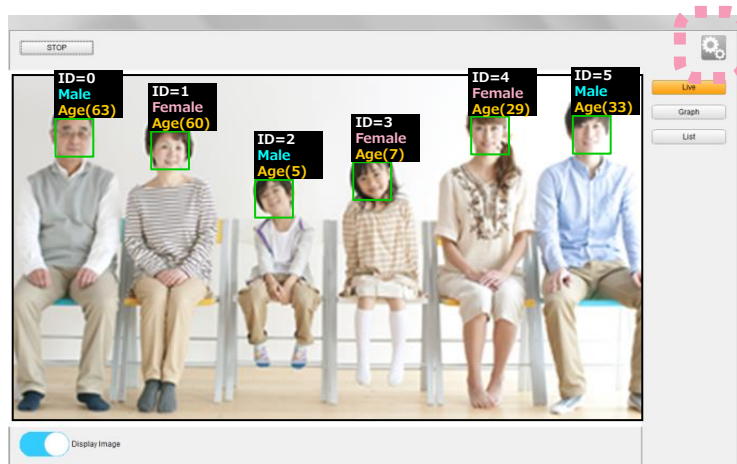 STOP
ID=0
Male
Age(63)
ID=1
Female
Age(60)
ID=2
Male
Age(5)
ID=3
Female
Age(7)
ID=4
Female
Age(29)
ID=5
Male
Age(33)
Live
Graph
List
Display Image